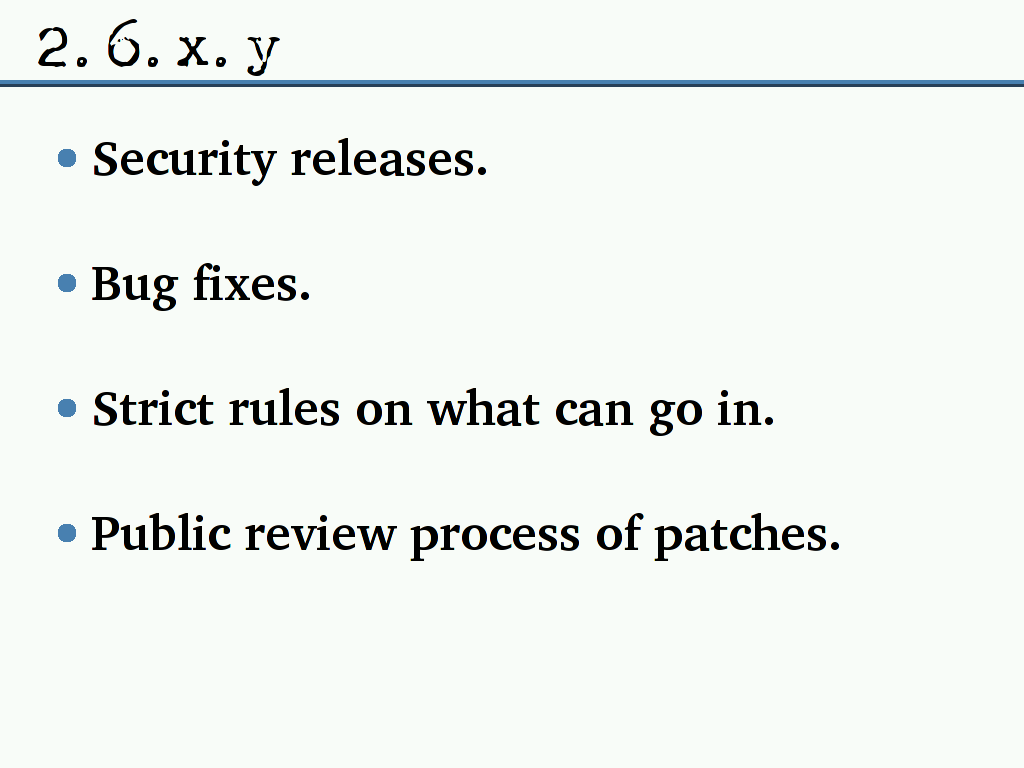 2.6.x.y
Security releases.
Bug fixes.
Strict rules on what can go in.
Public review process of patches.